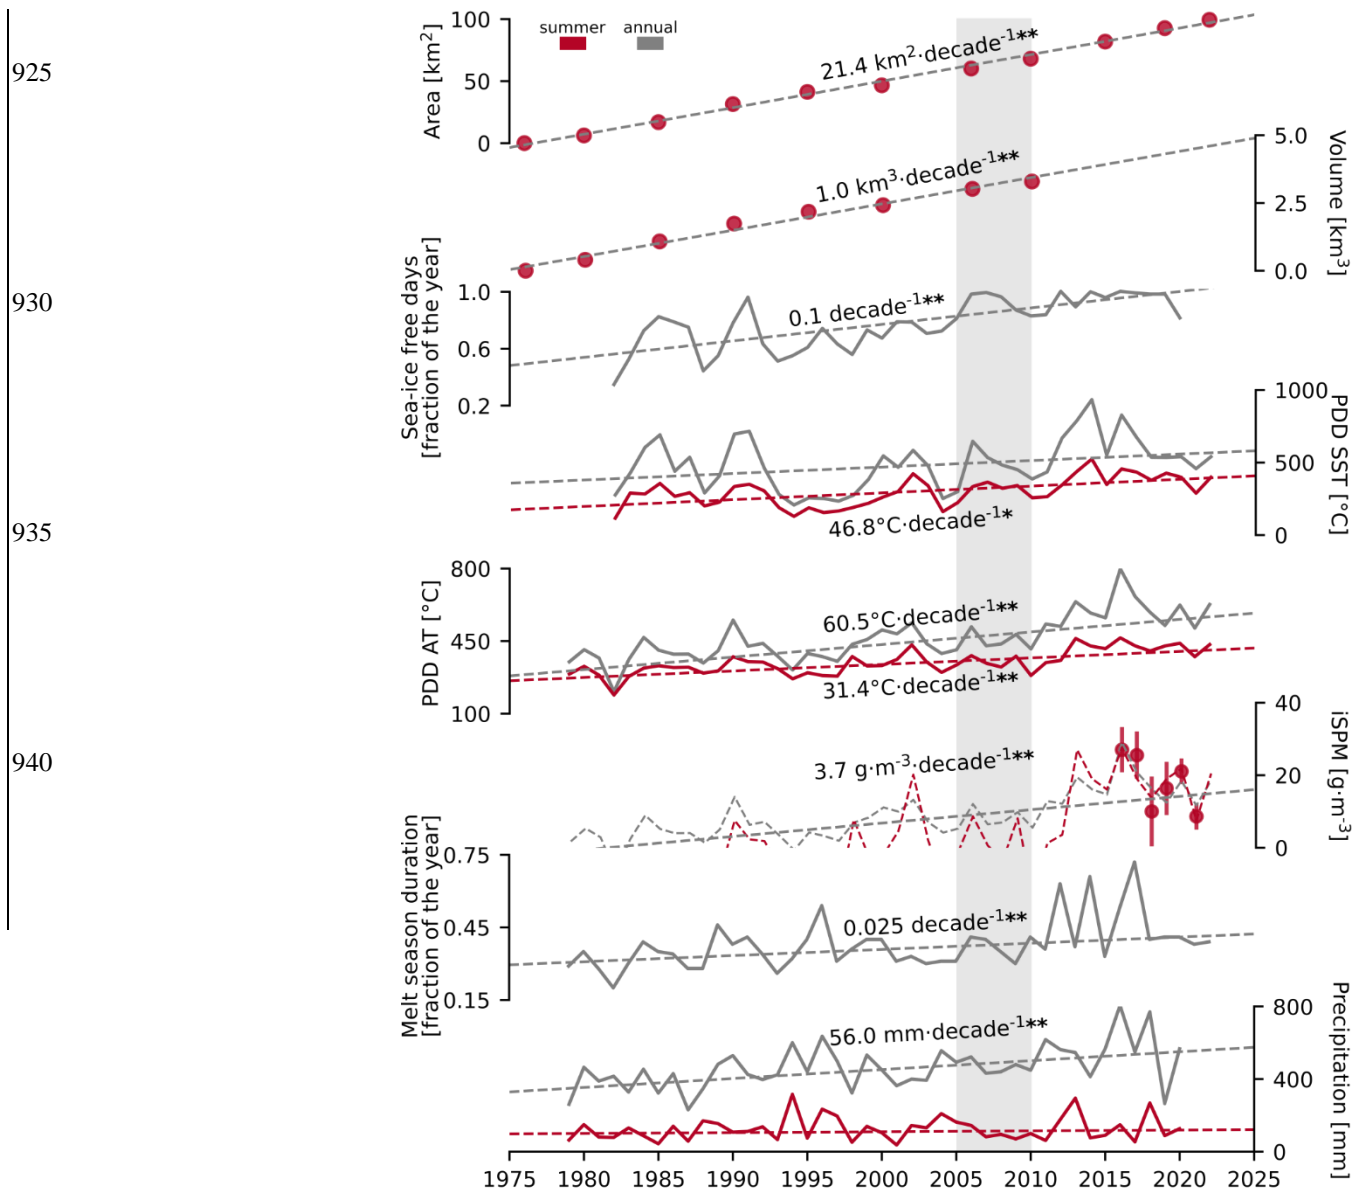 925
930
935
940
summer annual
Area [km²]
100
50
0
21.4 km²·decade⁻¹**
Volume [km³]
5.0
2.5
0.0
1.0 km³·decade⁻¹**
Sea-ice free days
[fraction of the year]
1.0
0.6
0.2
0.1 decade⁻¹**
PDD SST [°C]
1000
500
0
46.8°C·decade⁻¹*
PDD AT [°C]
800
450
100
60.5°C·decade⁻¹**
31.4°C·decade⁻¹**
iSPM [g·m⁻³]
40
20
0
3.7 g·m⁻³·decade⁻¹**
Melt season duration
[fraction of the year]
0.75
0.45
0.15
0.025 decade⁻¹**
Precipitation [mm]
800
400
0
56.0 mm·decade⁻¹**
1975 1980 1985 1990 1995 2000 2005 2010 2015 2020 2025